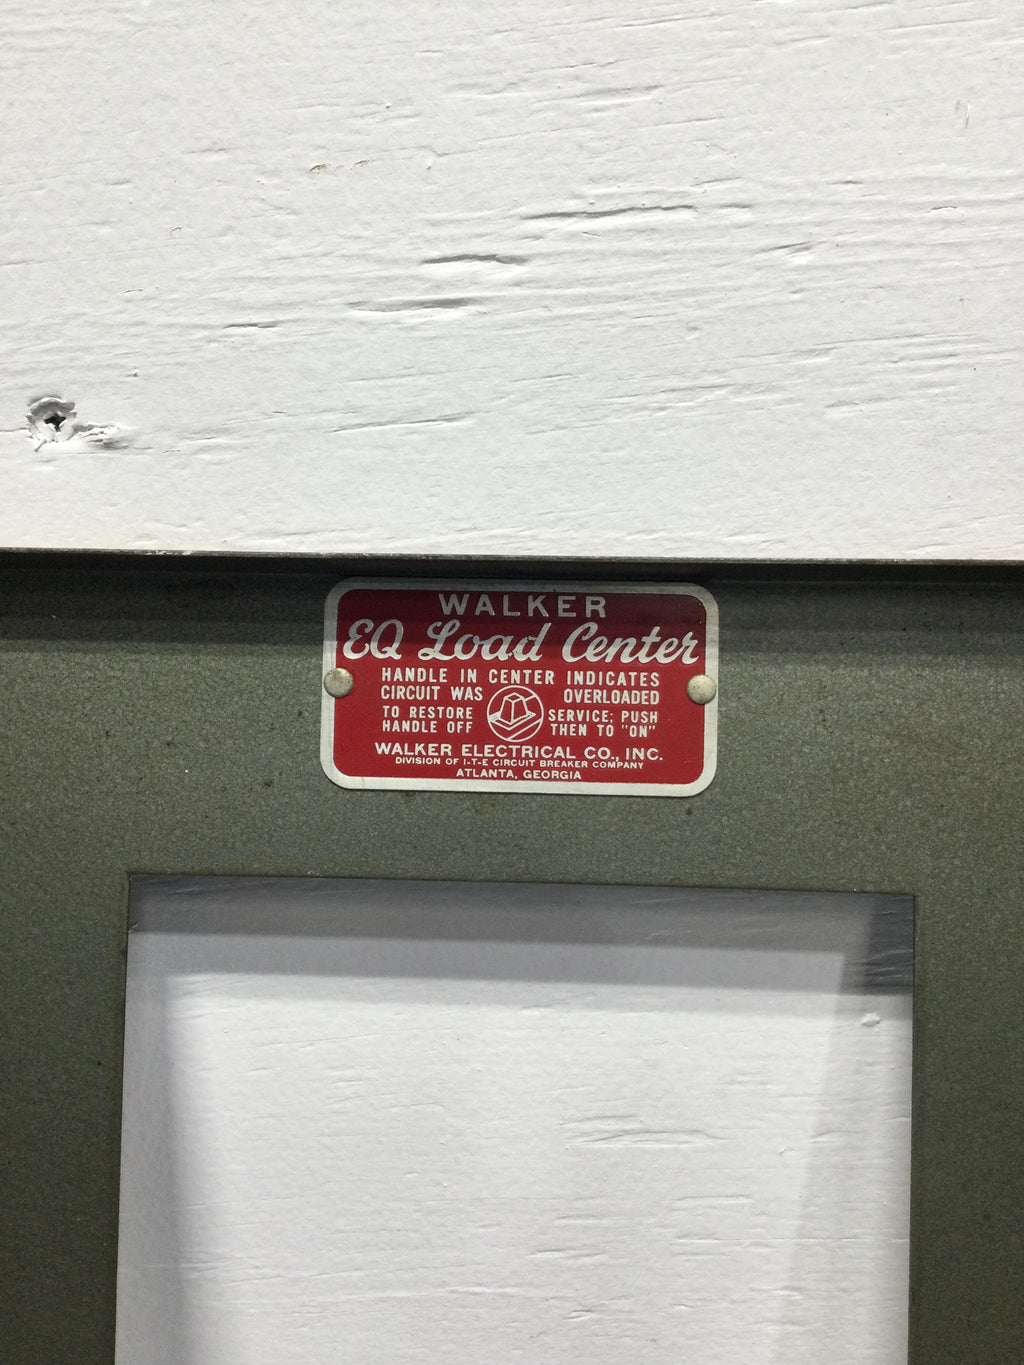 WALKER
EQ Load Center
HANDLE IN CENTER INDICATES
CIRCUIT WAS OVERLOADED
TO RESTORE SERVICE; PUSH
HANDLE OFF THEN TO "ON"
WALKER ELECTRICAL CO., INC.
DIVISION OF I-T-E CIRCUIT BREAKER COMPANY
ATLANTA, GEORGIA